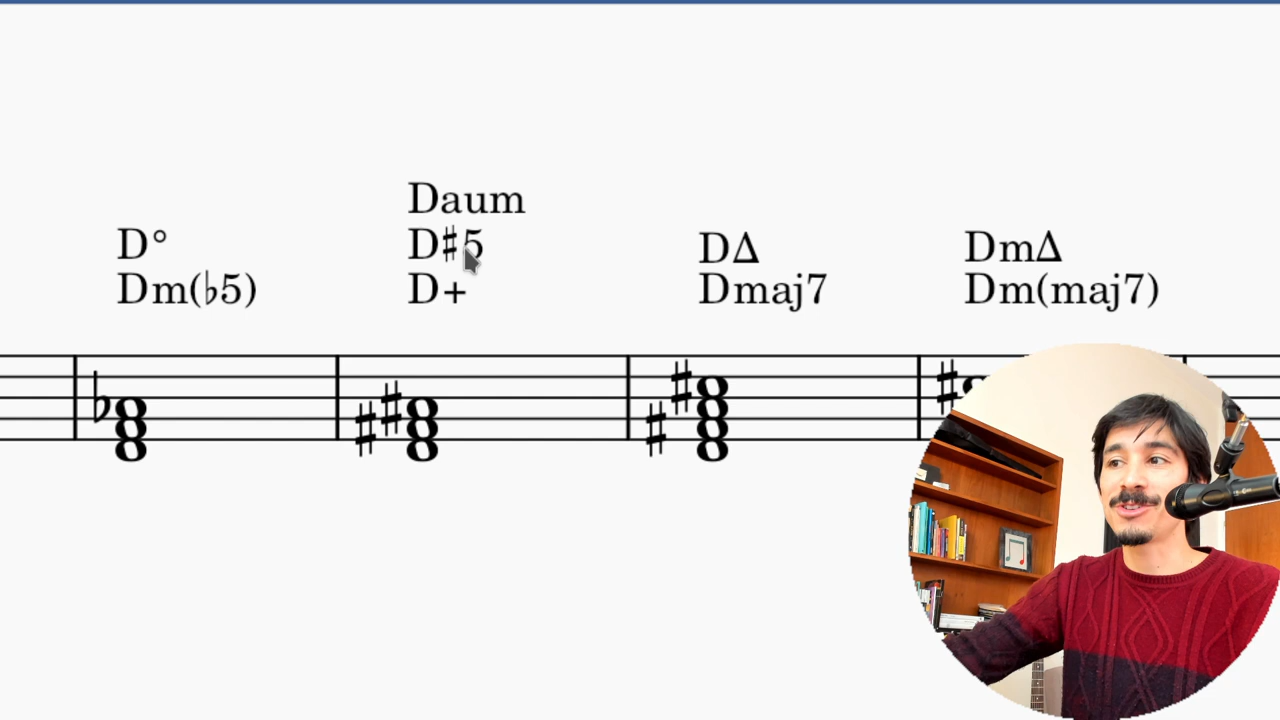 D°
Dm(♭5)
Daum
D♯5
D+
DΔ
Dmaj7
DmΔ
Dm(maj7)